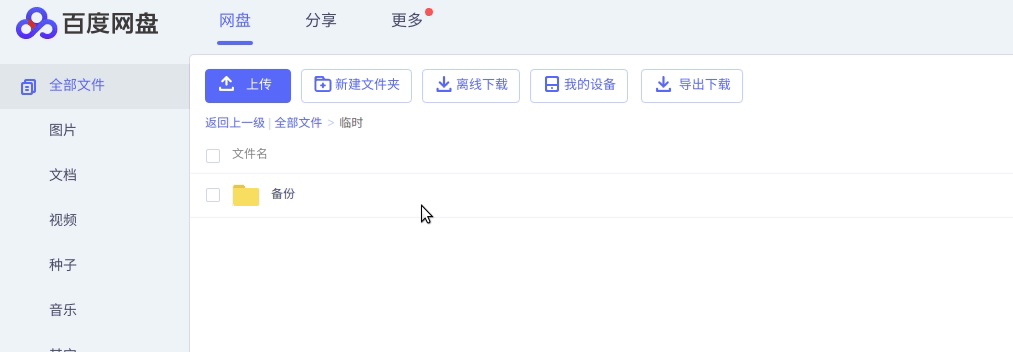 百度网盘 网盘 分享 更多
全部文件
图片
文档
视频
种子
音乐
上传 新建文件夹 离线下载 我的设备 导出下载
返回上一级 | 全部文件 > 临时
文件名
备份